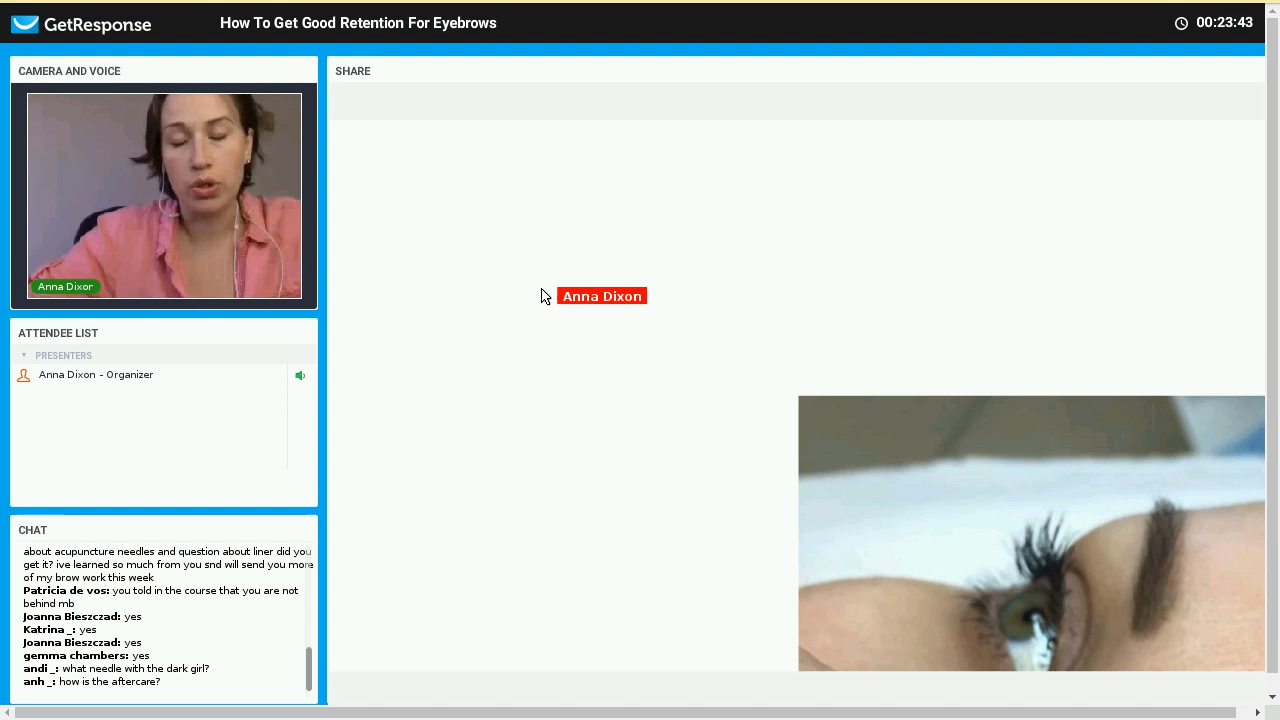 GetResponse
How To Get Good Retention For Eyebrows
00:23:43
CAMERA AND VOICE
SHARE
Anna Dixon
Anna Dixon
ATTENDEE LIST
PRESENTERS
Anna Dixon - Organizer
CHAT
about acupuncture needles and question about liner did you
get it? ive learned so much from you snd will send you more
of my brow work this week
Patricia de vos: you told in the course that you are not
behind mb
Joanna Bieszczad: yes
Katrina _: yes
Joanna Bieszczad: yes
gemma chambers: yes
andi _: what needle with the dark girl?
anh _: how is the aftercare?